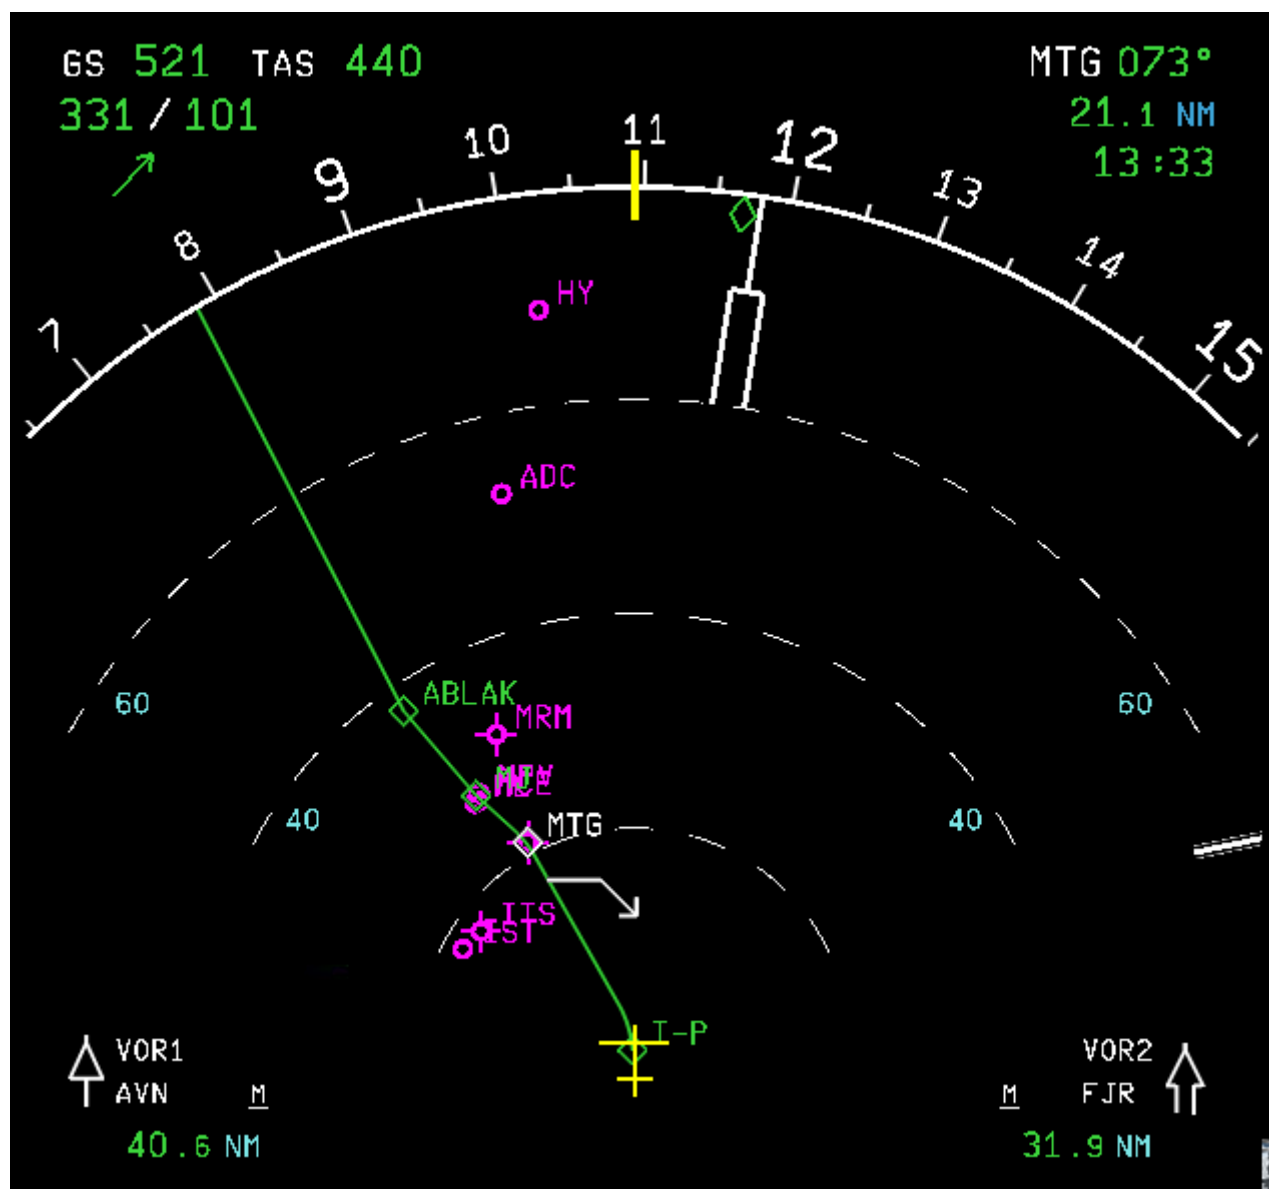 GS 521 TAS 440
331/101
MTG 073°
21.1 NM
13:33
7
8
9
10
11
12
13
14
15
HY
ADC
60
60
ABLAK
MRM
MTG
40
40
ITS
IST
I-P
VOR1
AVN M
40.6 NM
VOR2
M FJR
31.9 NM